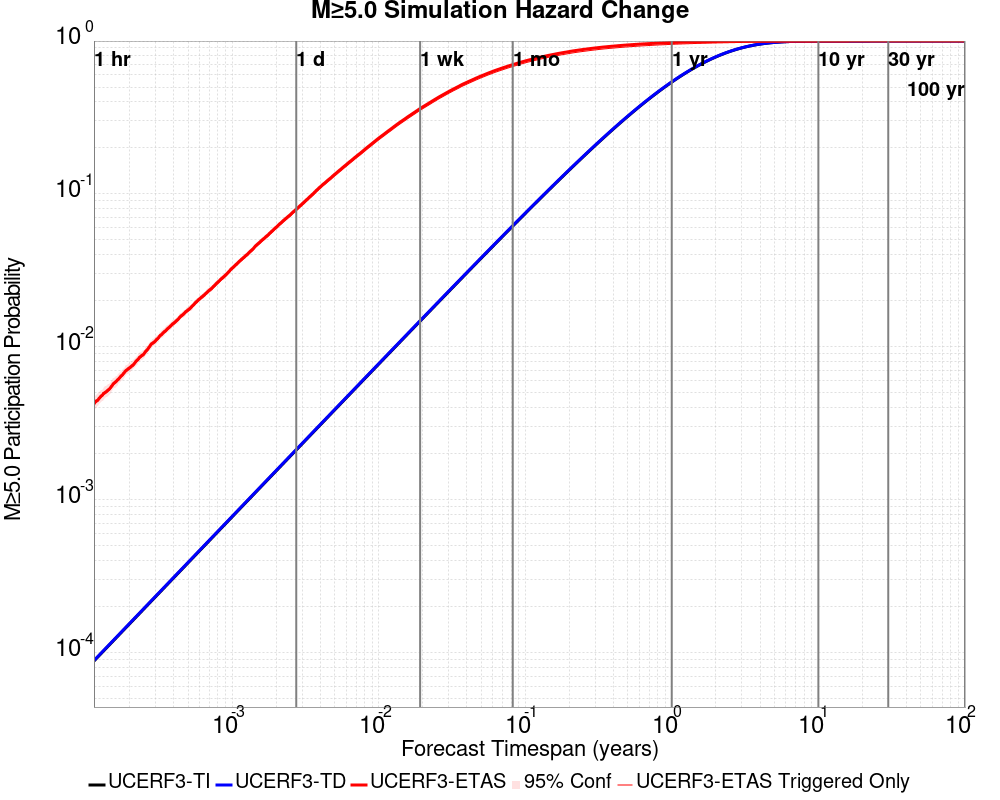 M≥5.0 Simulation Hazard Change
10^0
1 hr
1 d
1 wk
1 mo
1 yr
10 yr
30 yr
100 yr
10^-1
10^-2
10^-3
10^-4
M≥5.0 Participation Probability
10^-3
10^-2
10^-1
10^0
10^1
10^2
Forecast Timespan (years)
UCERF3-TI UCERF3-TD UCERF3-ETAS 95% Conf UCERF3-ETAS Triggered Only